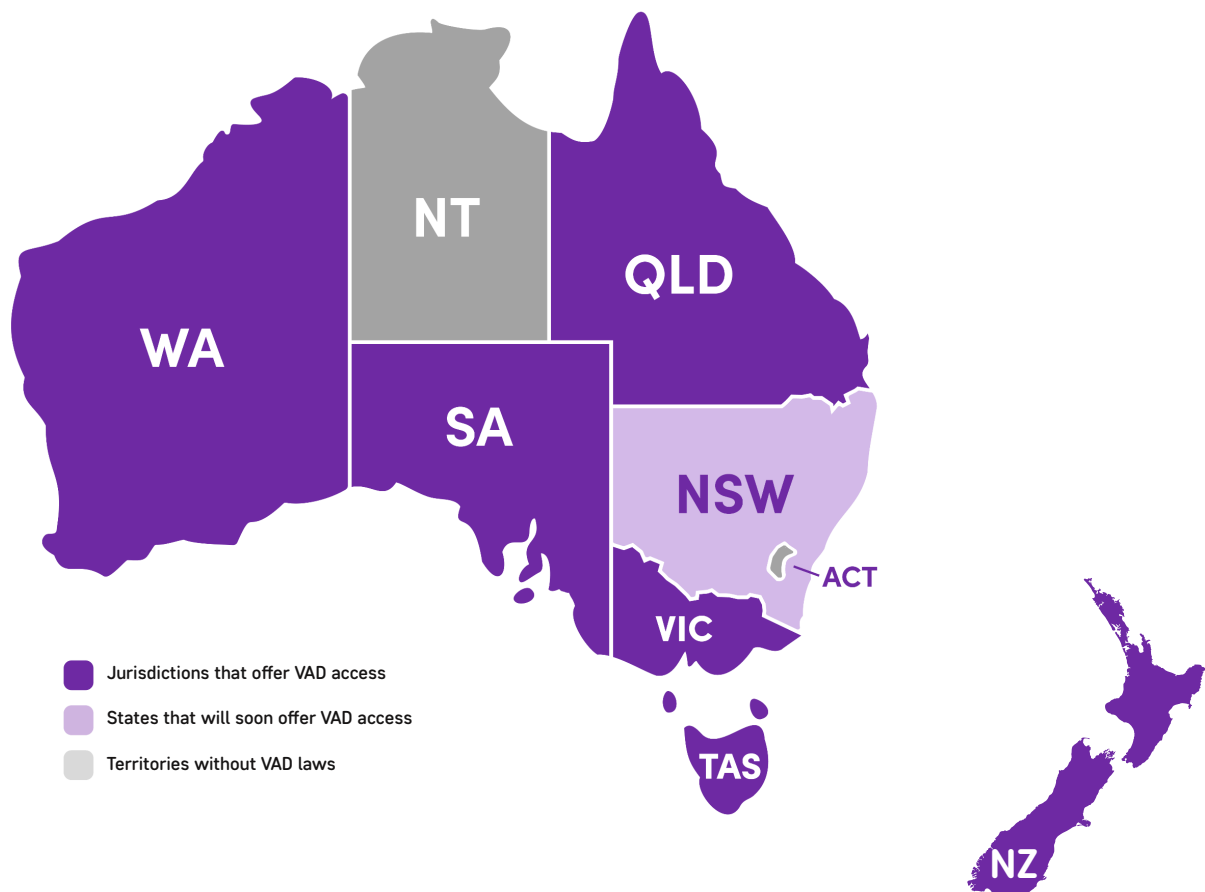 NT
QLD
WA
SA
NSW
ACT
VIC
Jurisdictions that offer VAD access
States that will soon offer VAD access
Territories without VAD laws
TAS
NZ